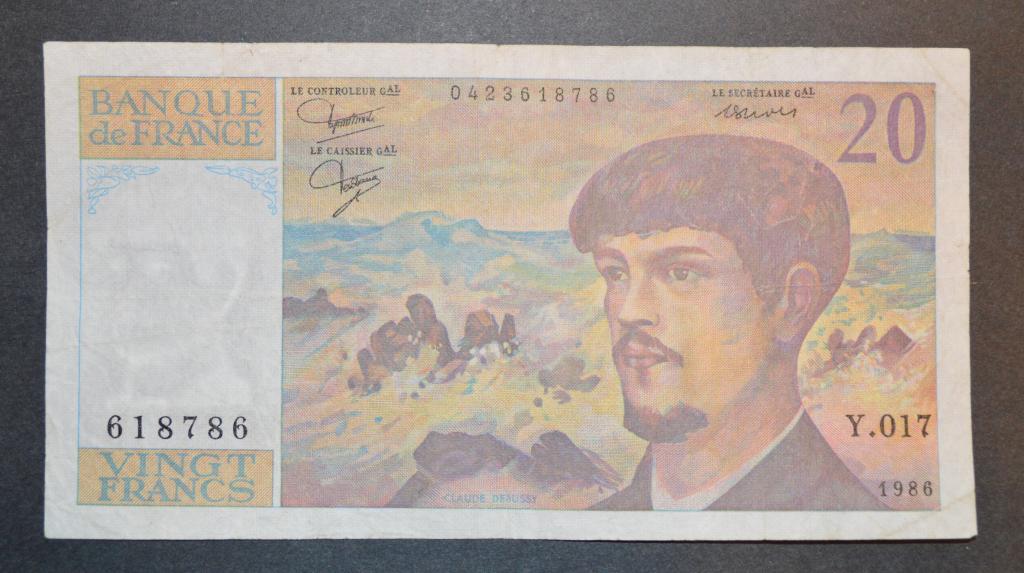 BANQUE
de FRANCE
LE CONTROLEUR GAL
0423618786
LE SECRÉTAIRE GAL
20
LE CAISSIER GAL
618786
Y.017
VINGT
FRANCS
CLAUDE DEBUSSY
1986